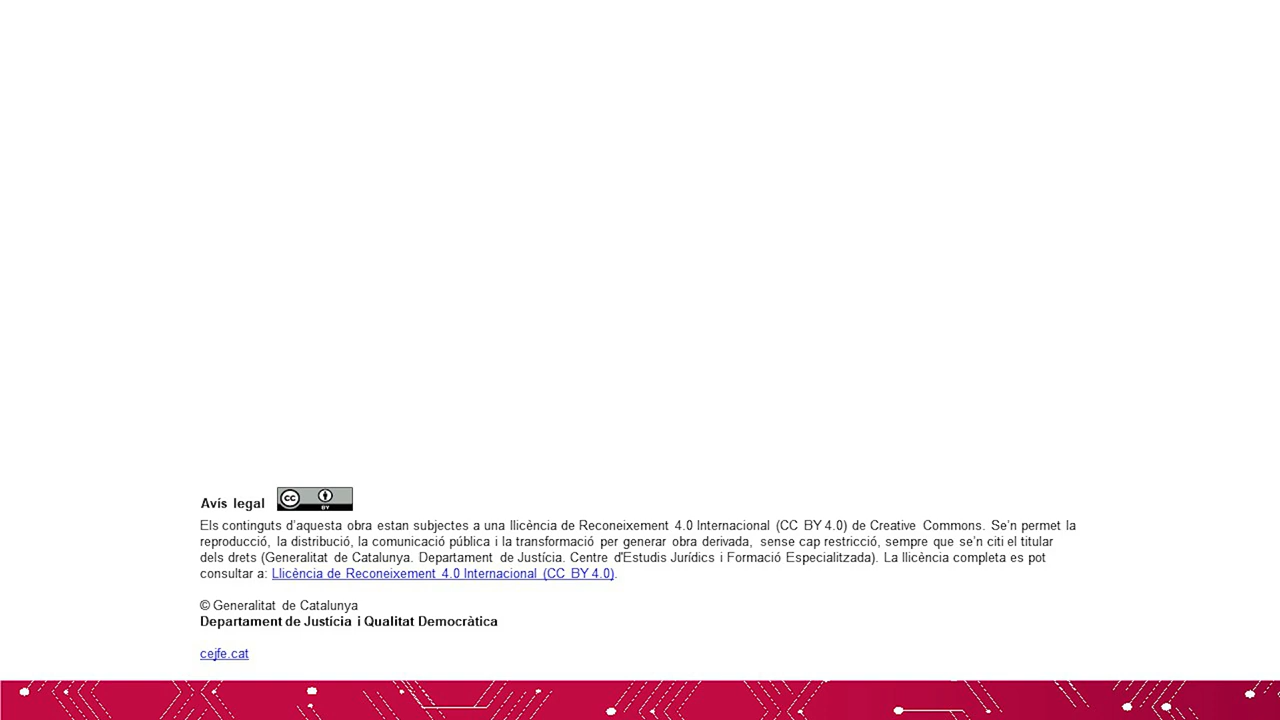 Avís legal
cc BY
Els continguts d’aquesta obra estan subjectes a una llicència de Reconeixement 4.0 Internacional (CC BY 4.0) de Creative Commons. Se’n permet la
reproducció, la distribució, la comunicació pública i la transformació per generar obra derivada, sense cap restricció, sempre que se’n citi el titular
dels drets (Generalitat de Catalunya. Departament de Justícia. Centre d'Estudis Jurídics i Formació Especialitzada). La llicència completa es pot
consultar a: Llicència de Reconeixement 4.0 Internacional (CC BY 4.0).
© Generalitat de Catalunya
Departament de Justícia i Qualitat Democràtica
cejfe.cat